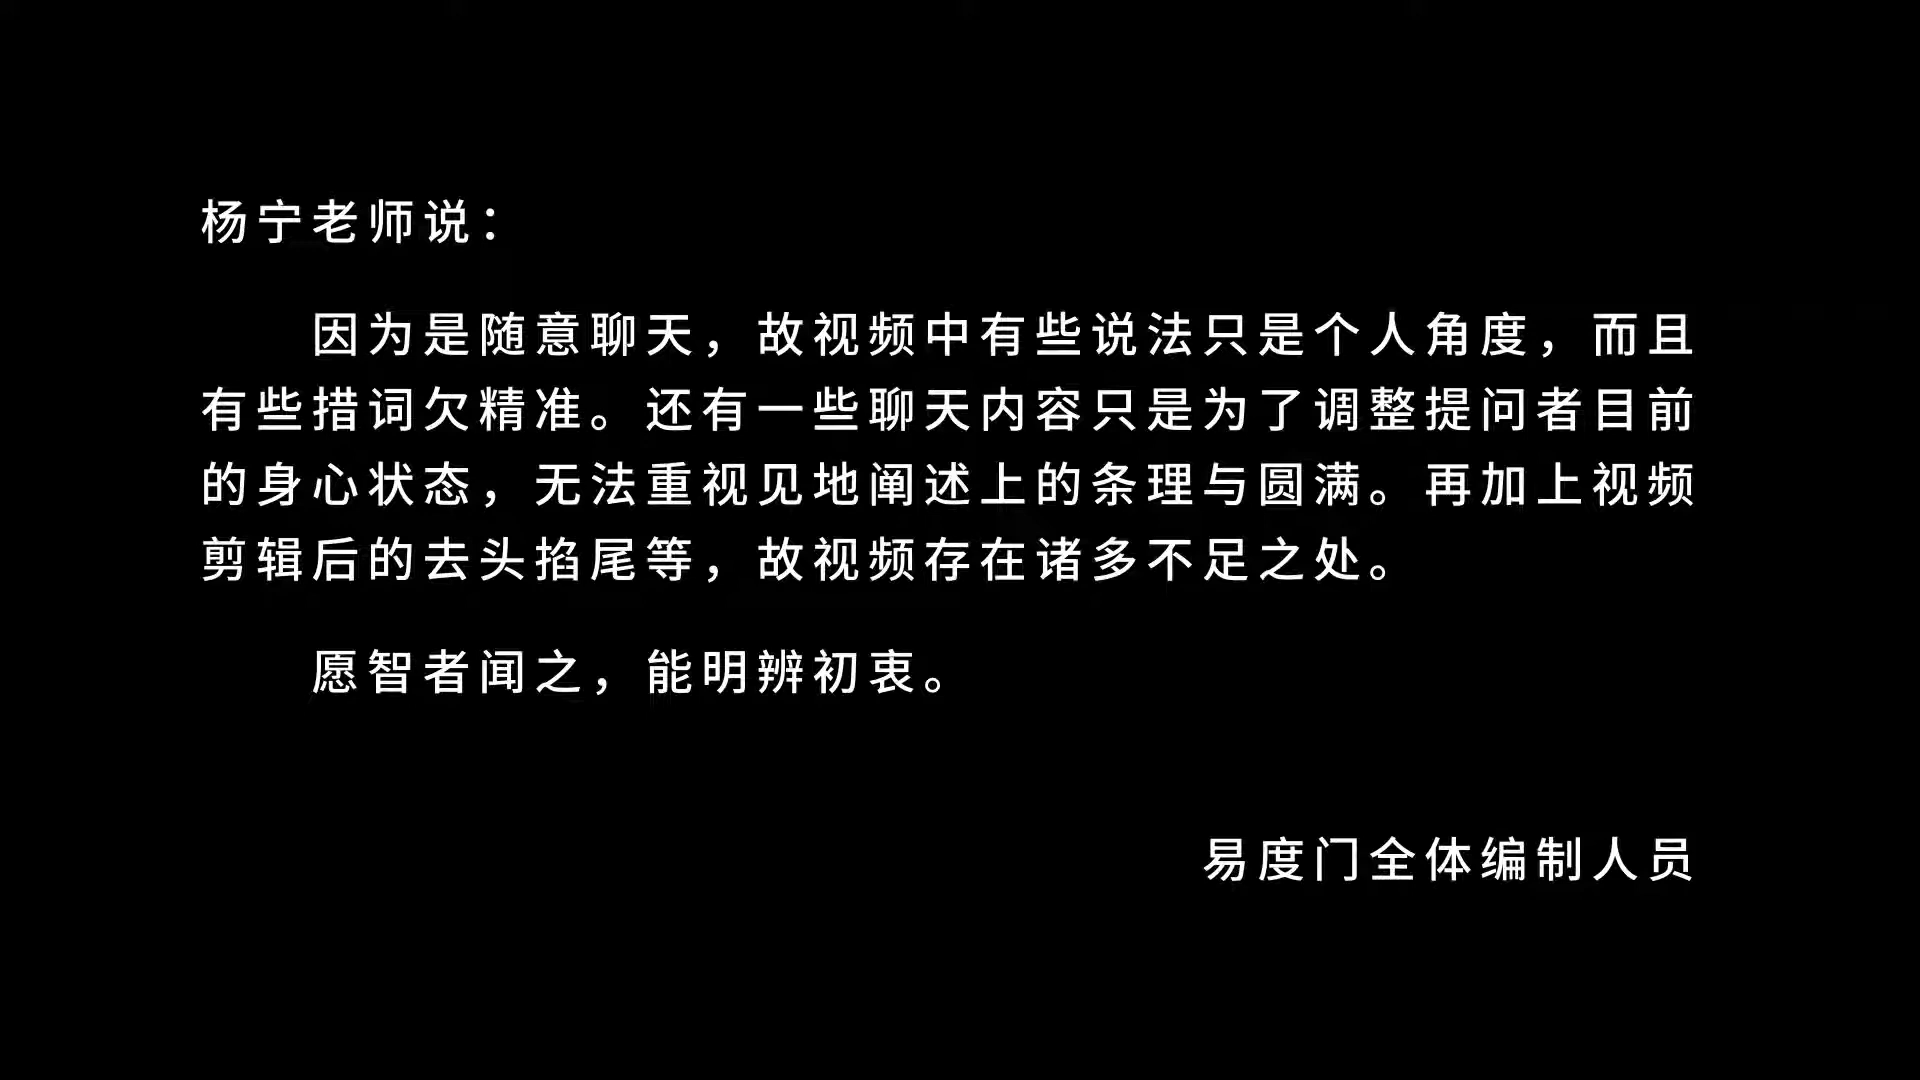 杨宁老师说：
因为是随意聊天，故视频中有些说法只是个人角度，而且
有些措词欠精准。还有一些聊天内容只是为了调整提问者目前
的身心状态，无法重视见地阐述上的条理与圆满。再加上视频
剪辑后的去头掐尾等，故视频存在诸多不足之处。
愿智者闻之，能明辨初衷。
易度门全体编制人员